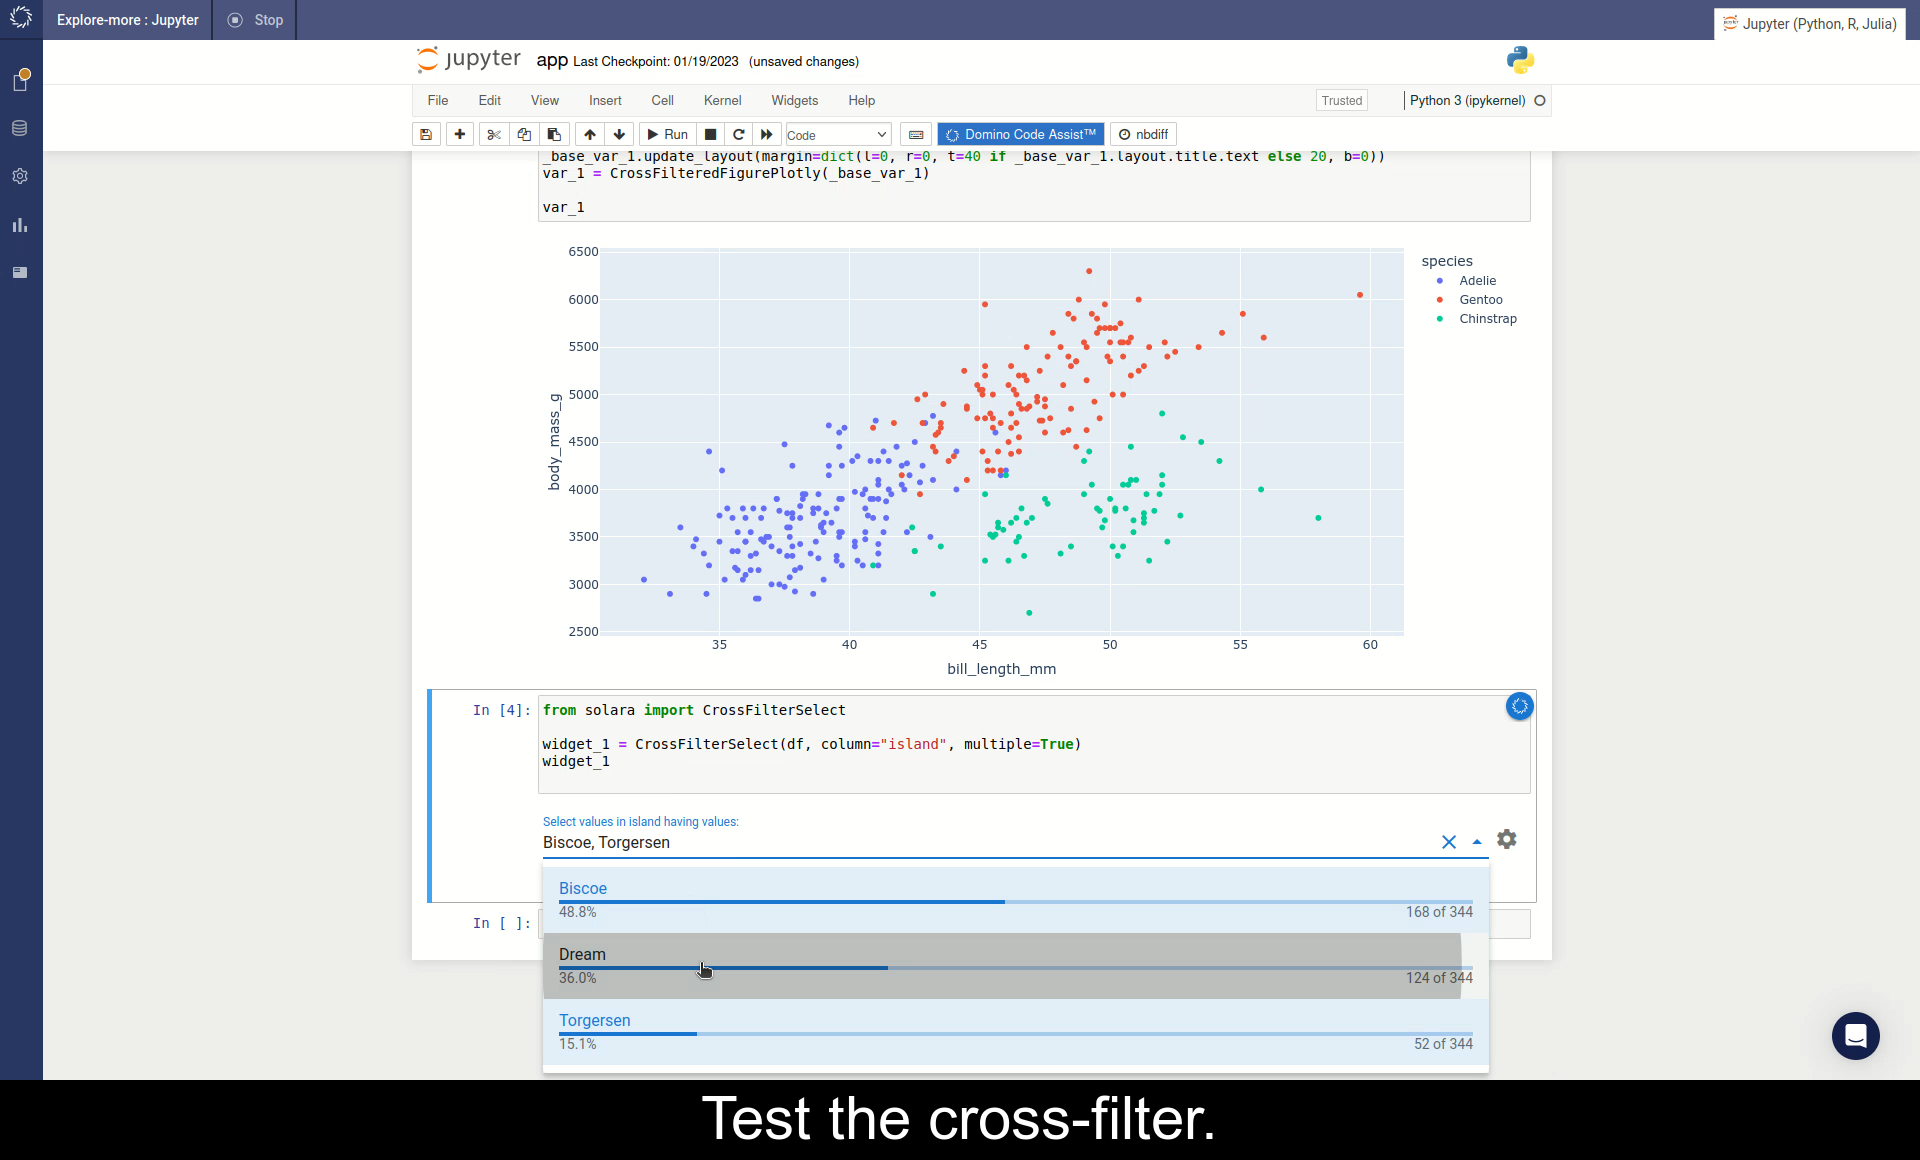 Explore-more : Jupyter
Stop
Jupyter (Python, R, Julia)
jupyter app Last Checkpoint: 01/19/2023 (unsaved changes)
File Edit View Insert Cell Kernel Widgets Help
Trusted
Python 3 (ipykernel)
Run
Code
Domino Code Assist™
nbdiff
_base_var_1.update_layout(margin=dict(l=0, r=0, t=40 if _base_var_1.layout.title.text else 20, b=0))
var_1 = CrossFilteredFigurePlotly(_base_var_1)
var_1
6500
6000
5500
5000
4500
4000
3500
3000
2500
body_mass_g
35 40 45 50 55 60
bill_length_mm
species
Adelie
Gentoo
Chinstrap
In [4]:
from solara import CrossFilterSelect
widget_1 = CrossFilterSelect(df, column="island", multiple=True)
widget_1
Select values in island having values:
Biscoe, Torgersen
Biscoe
48.8% 168 of 344
In [ ]:
Dream
36.0% 124 of 344
Torgersen
15.1% 52 of 344
Test the cross-filter.